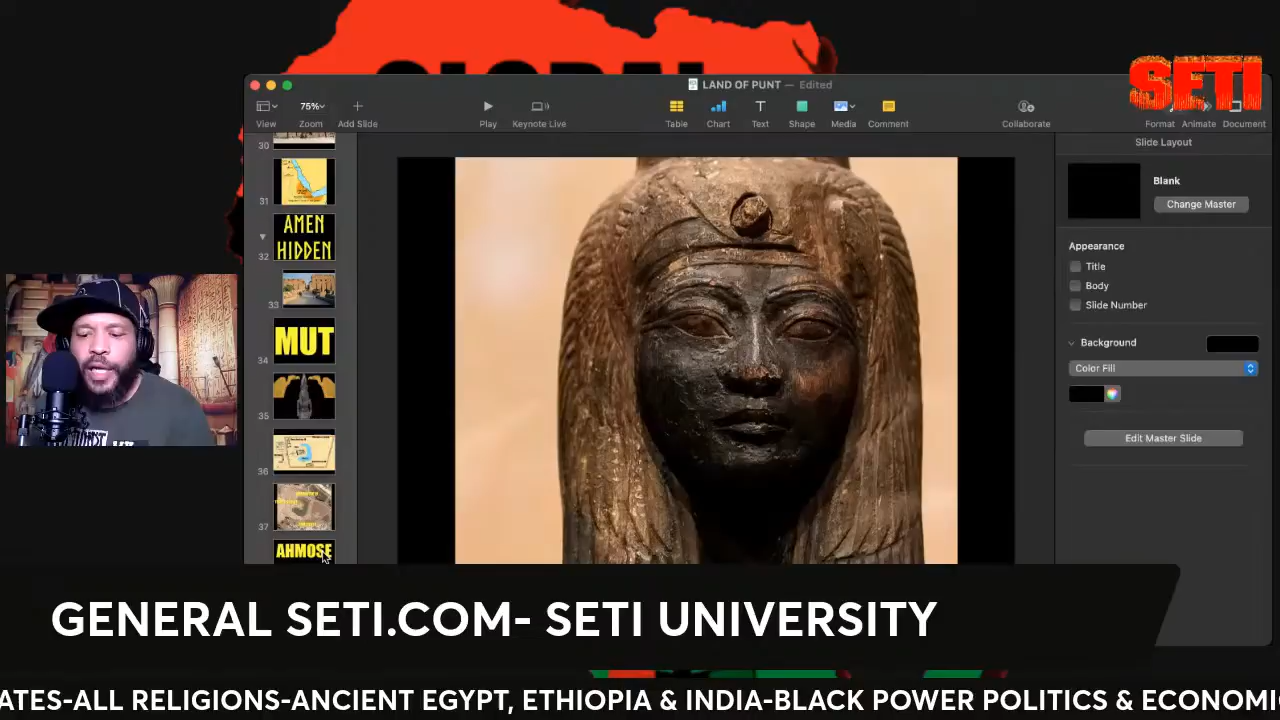 GLOBAL
LAND OF PUNT — Edited
SETI
75%
View
Zoom
Add Slide
Play
Keynote Live
Table
Chart
Text
Shape
Media
Comment
Collaborate
Format
Animate
Document
30
31
AMEN
HIDDEN
32
33
MUT
34
35
36
37
AHMOSE
Slide Layout
Blank
Change Master
Appearance
Title
Body
Slide Number
Background
Color Fill
Edit Master Slide
GENERAL SETI.COM- SETI UNIVERSITY
ATES-ALL RELIGIONS-ANCIENT EGYPT, ETHIOPIA & INDIA-BLACK POWER POLITICS & ECONOMI